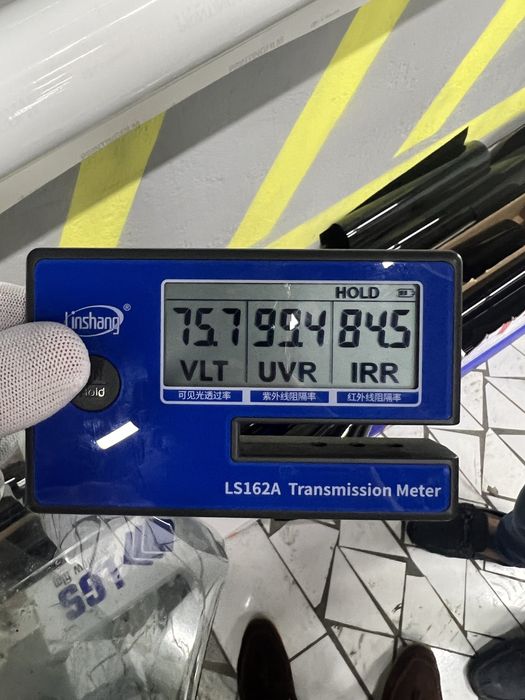 HOLD
75.7 99.4 84.5
VLT UVR IRR
可见光透过率 紫外线阻隔率 红外线阻隔率
Linshang®
Hold
LS162A Transmission Meter